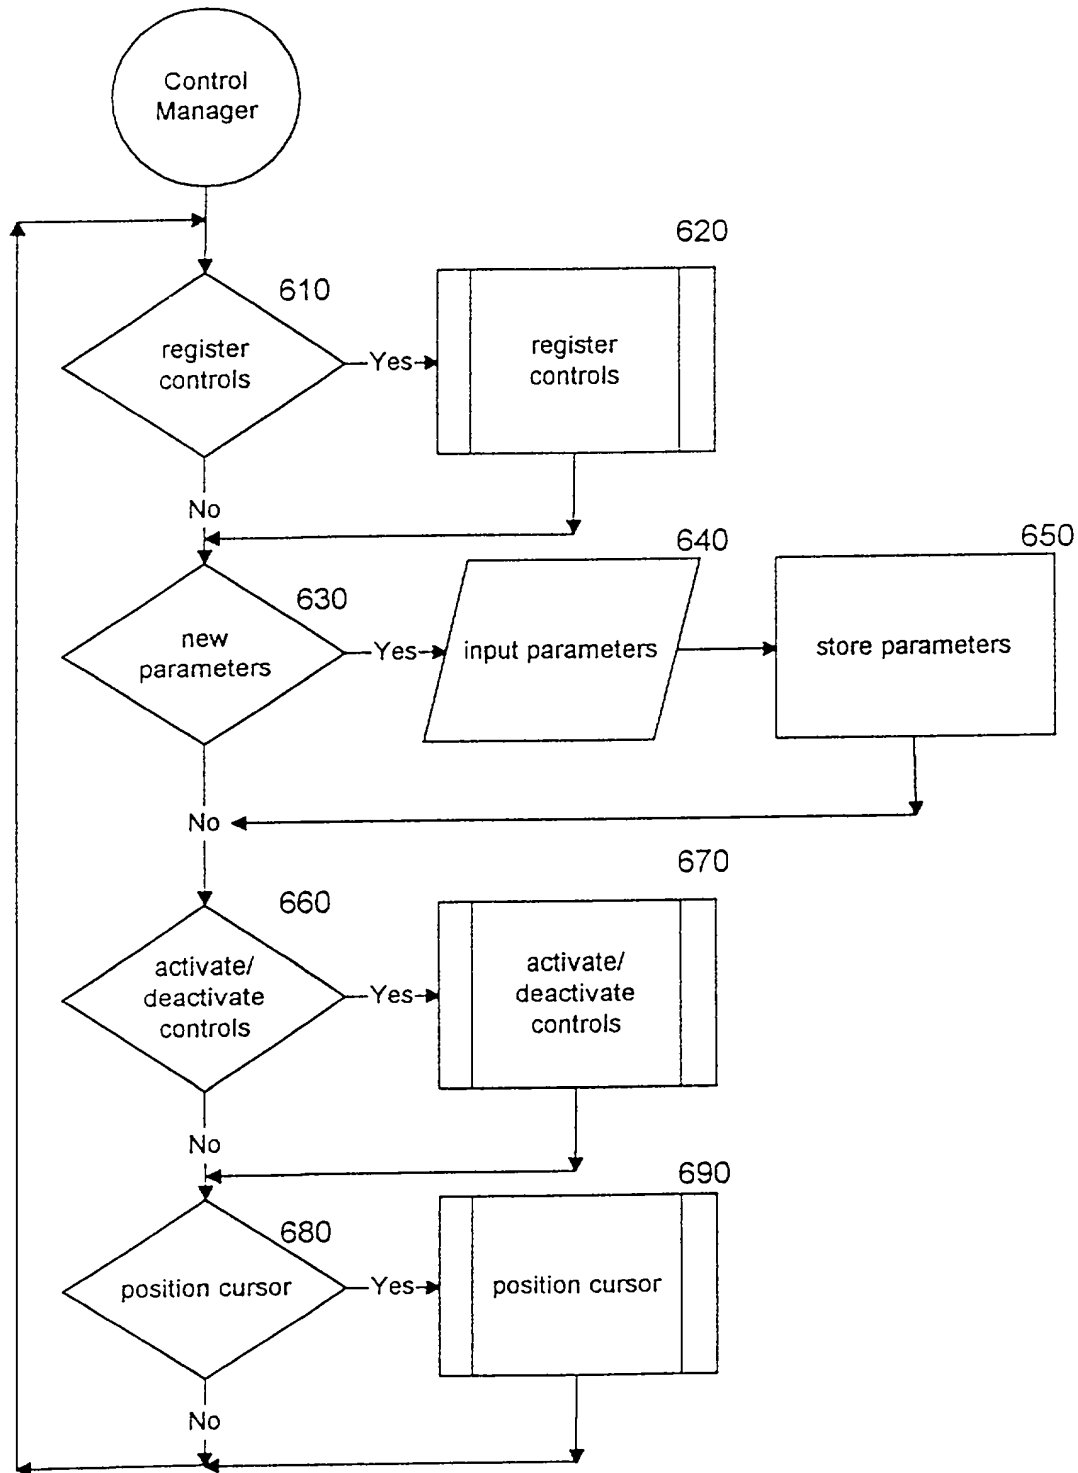 Control
Manager
620
610
register
controls
Yes
register
controls
No
640
650
630
new
parameters
Yes
input parameters
store parameters
No
670
660
activate/
deactivate
controls
Yes
activate/
deactivate
controls
No
690
680
position cursor
Yes
position cursor
No